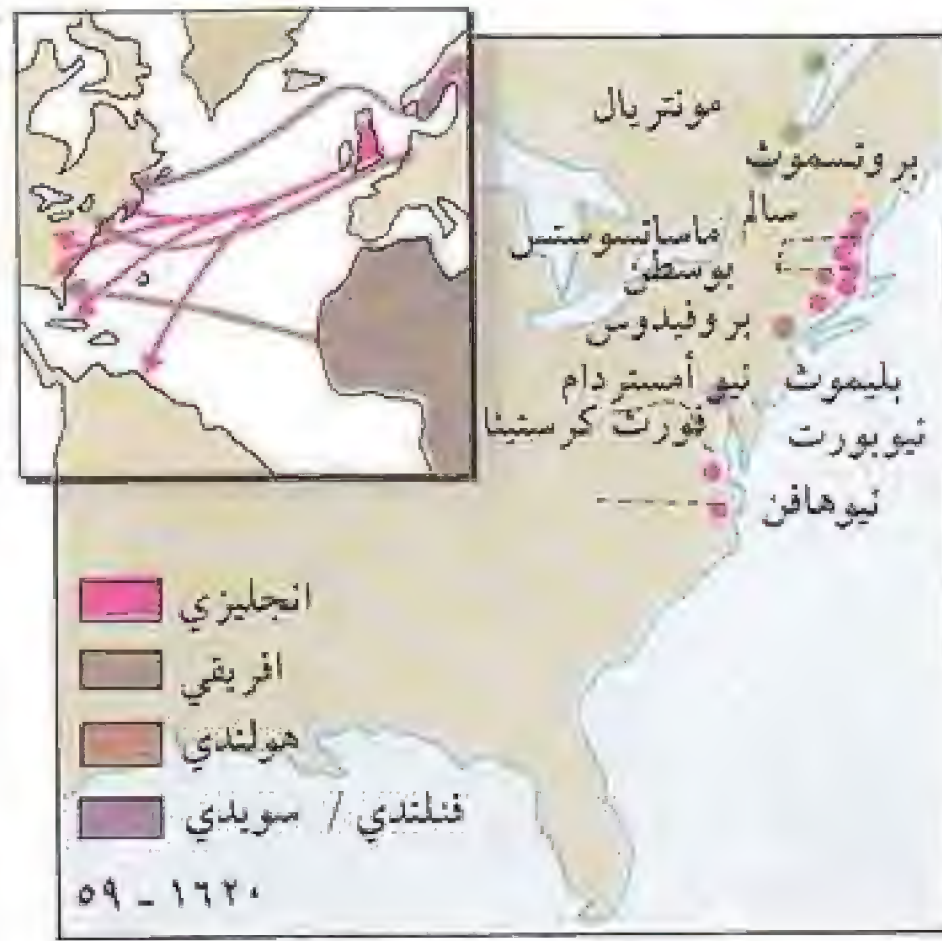 مونتريال
بروتسموث
سالم
ماساتسوستس
بوسطن
بروفيدوس
نيو أمستردام
بليموث
فورت كرستينا
نيوبورت
نيوهافن
انجليزي
افريقي
هولندي
فنلندي / سويدي
١٦٢٠ - ٥٩